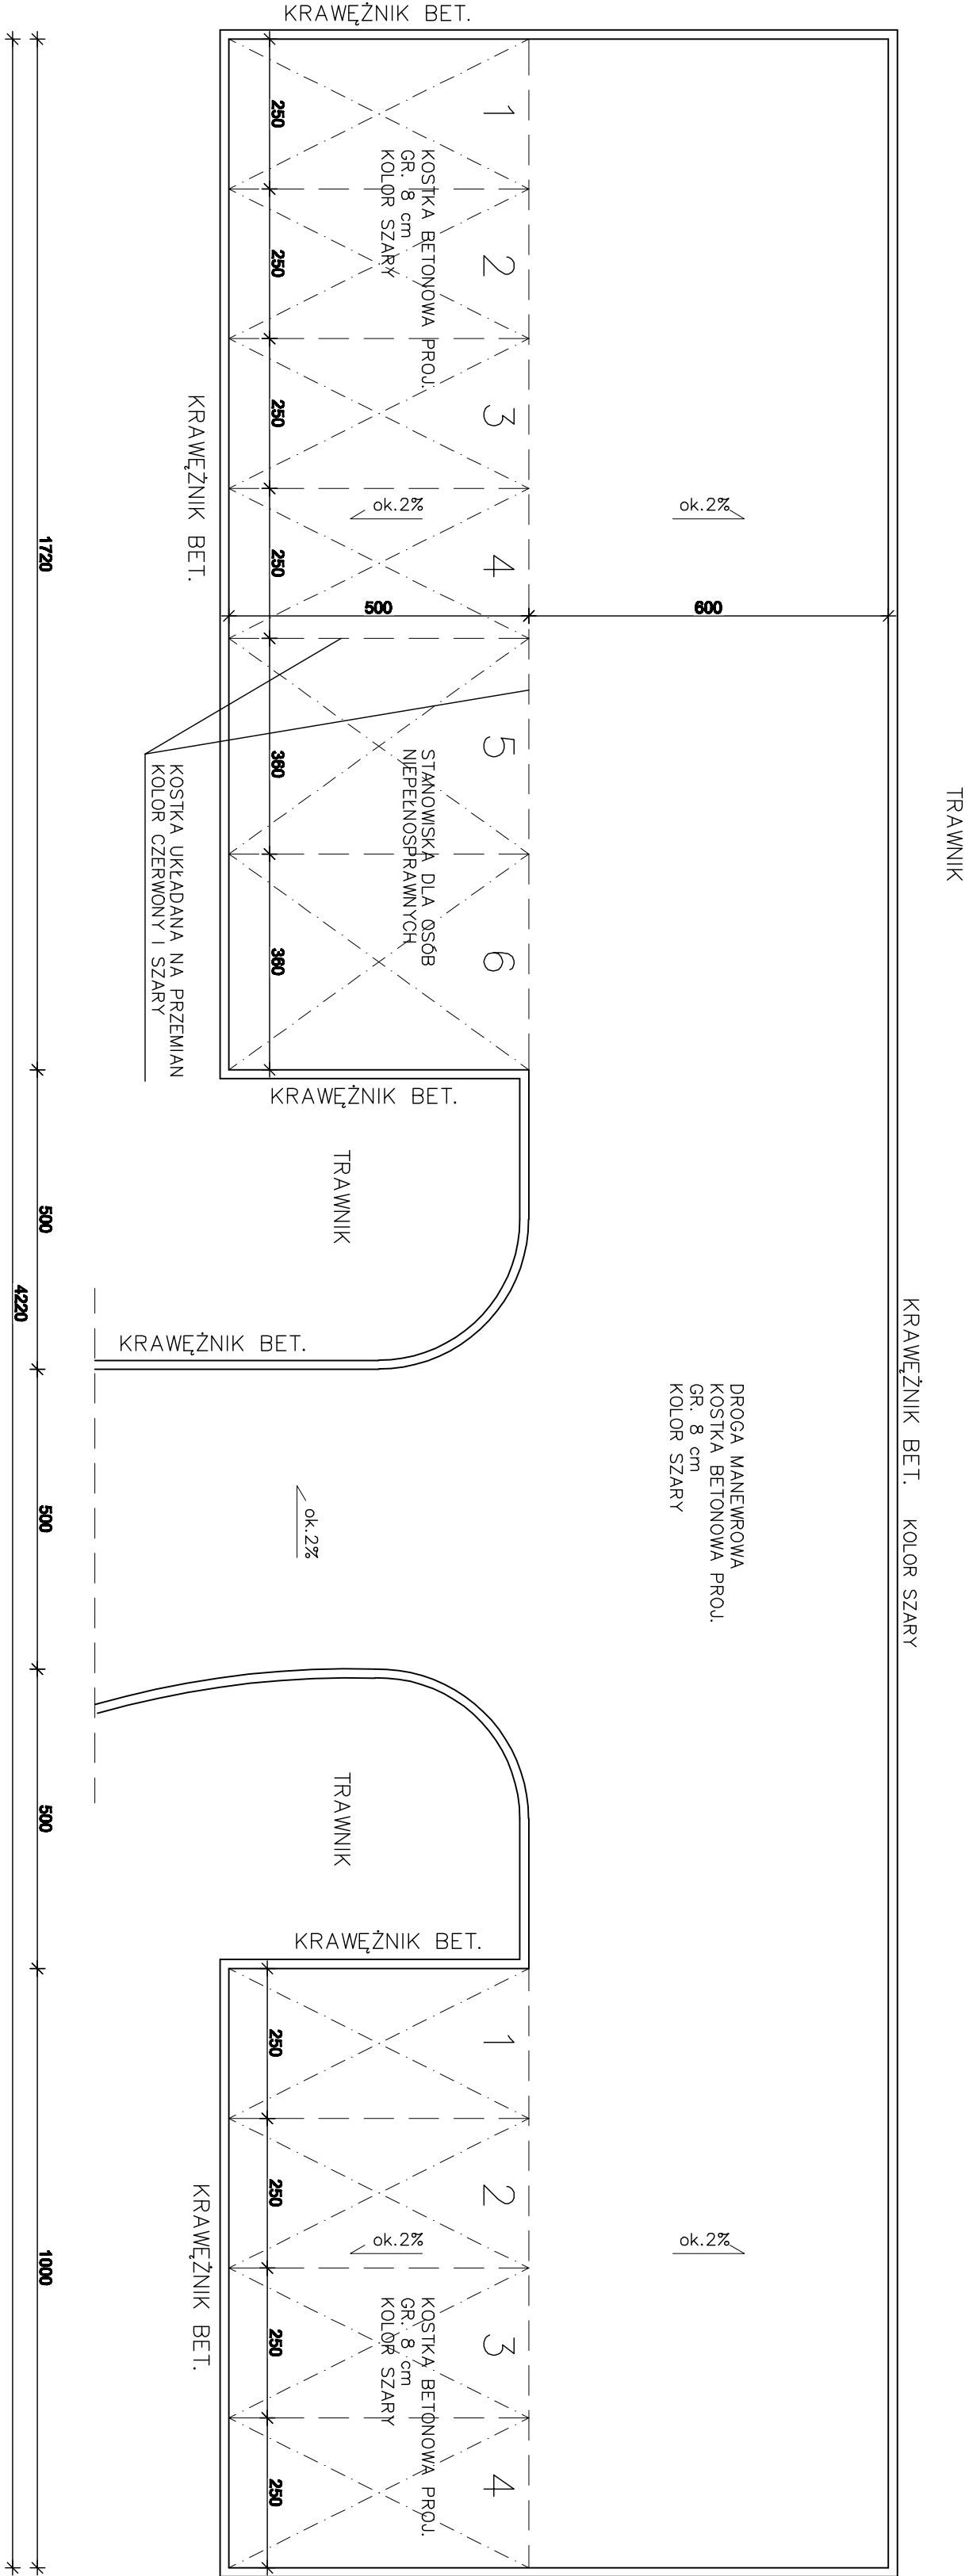 KRAWĘŻNIK BET.
TRAWNIK
KRAWĘŻNIK BET.
KOLOR SZARY
ok.2%
600
DROGA MANEWROWA
KOSTKA BETONOWA PROJ.
GR. 8 cm
KOLOR SZARY
ok.2%
1
2
3
4
5
6
KOSTKA BETONOWA PROJ.
GR. 8 cm
KOLOR SZARY
ok.2%
500
STANOWISKA DLA OSÓB
NIEPEŁNOSPRAWNYCH
250
250
250
250
360
360
KRAWĘŻNIK BET.
KOSTKA UKŁADANA NA PRZEMIAN
KOLOR CZERWONY I SZARY
KRAWĘŻNIK BET.
TRAWNIK
KRAWĘŻNIK BET.
ok.2%
TRAWNIK
KRAWĘŻNIK BET.
1
2
3
4
ok.2%
KOSTKA BETONOWA PROJ.
GR. 8 cm
KOLOR SZARY
250
250
250
250
KRAWĘŻNIK BET.
1720
500
500
500
1000
4220